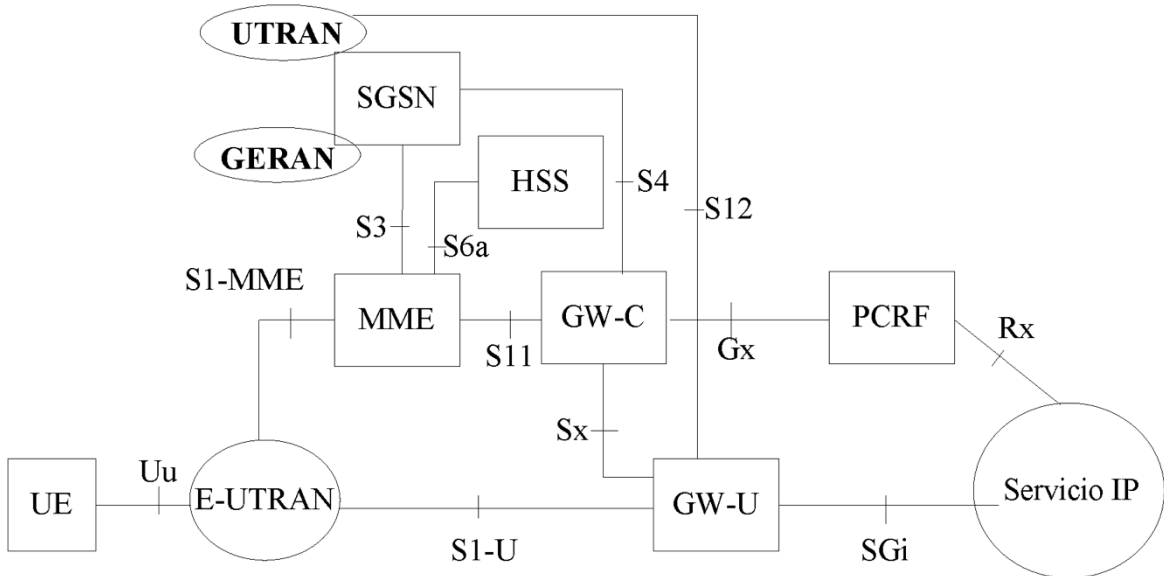 UTRAN
SGSN
GERAN
HSS
S4
S12
S3
S6a
S1-MME
MME
GW-C
PCRF
Rx
S11
Gx
Sx
Uu
UE
E-UTRAN
GW-U
Servicio IP
S1-U
SGi